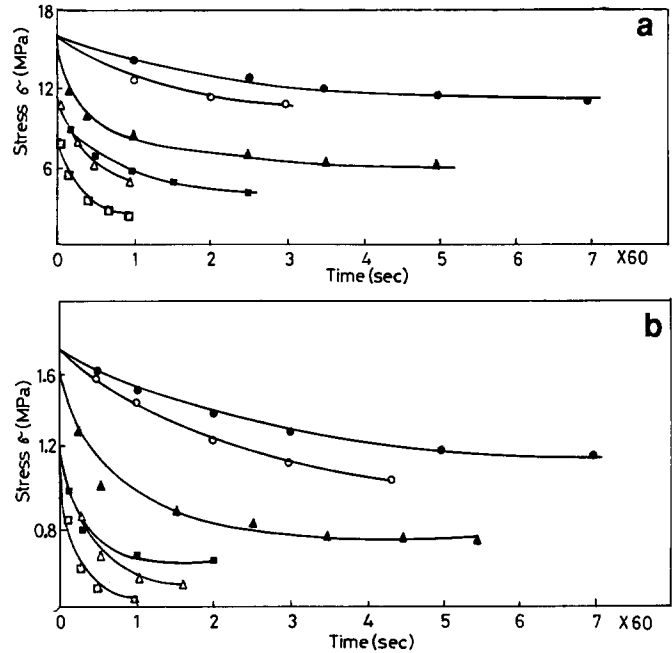 a
18
12
6
0
Stress σ (MPa)
0 1 2 3 4 5 6 7 X60
Time (sec)
b
1.6
1.2
0.8
Stress σ (MPa)
0 1 2 3 4 5 6 7 X60
Time (sec)